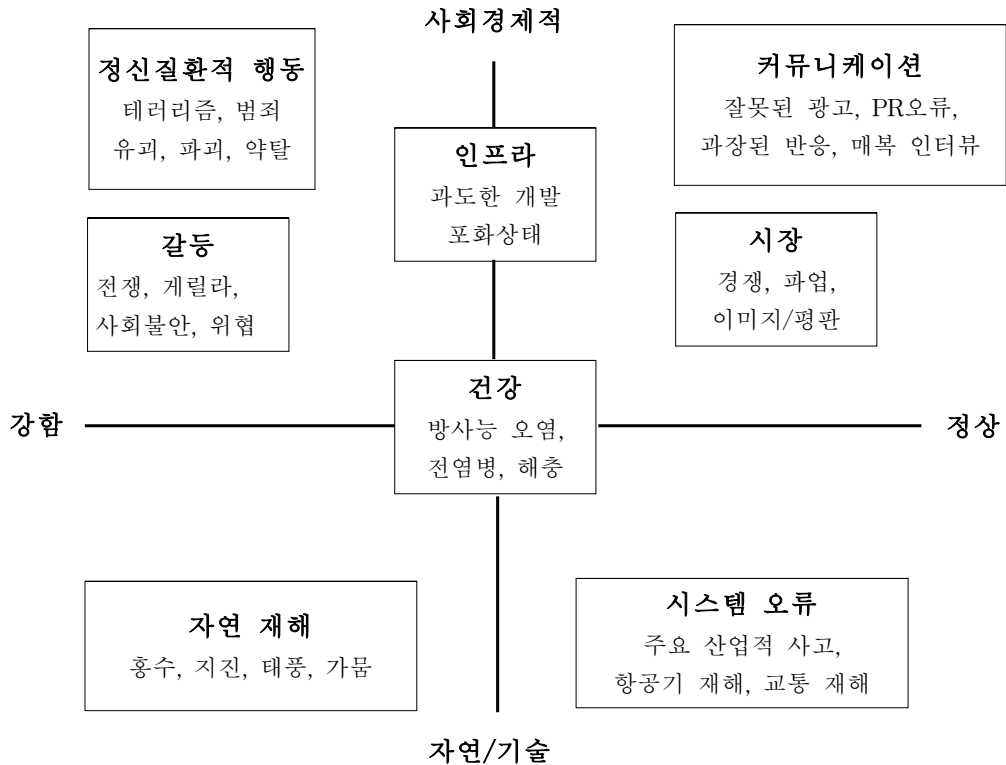 사회경제적
정신질환적 행동
테러리즘, 범죄
유괴, 파괴, 약탈
커뮤니케이션
잘못된 광고, PR오류,
과장된 반응, 매복 인터뷰
인프라
과도한 개발
포화상태
갈등
전쟁, 게릴라,
사회불안, 위협
시장
경쟁, 파업,
이미지/평판
강함
건강
방사능 오염,
전염병, 해충
정상
자연 재해
홍수, 지진, 태풍, 가뭄
시스템 오류
주요 산업적 사고,
항공기 재해, 교통 재해
자연/기술